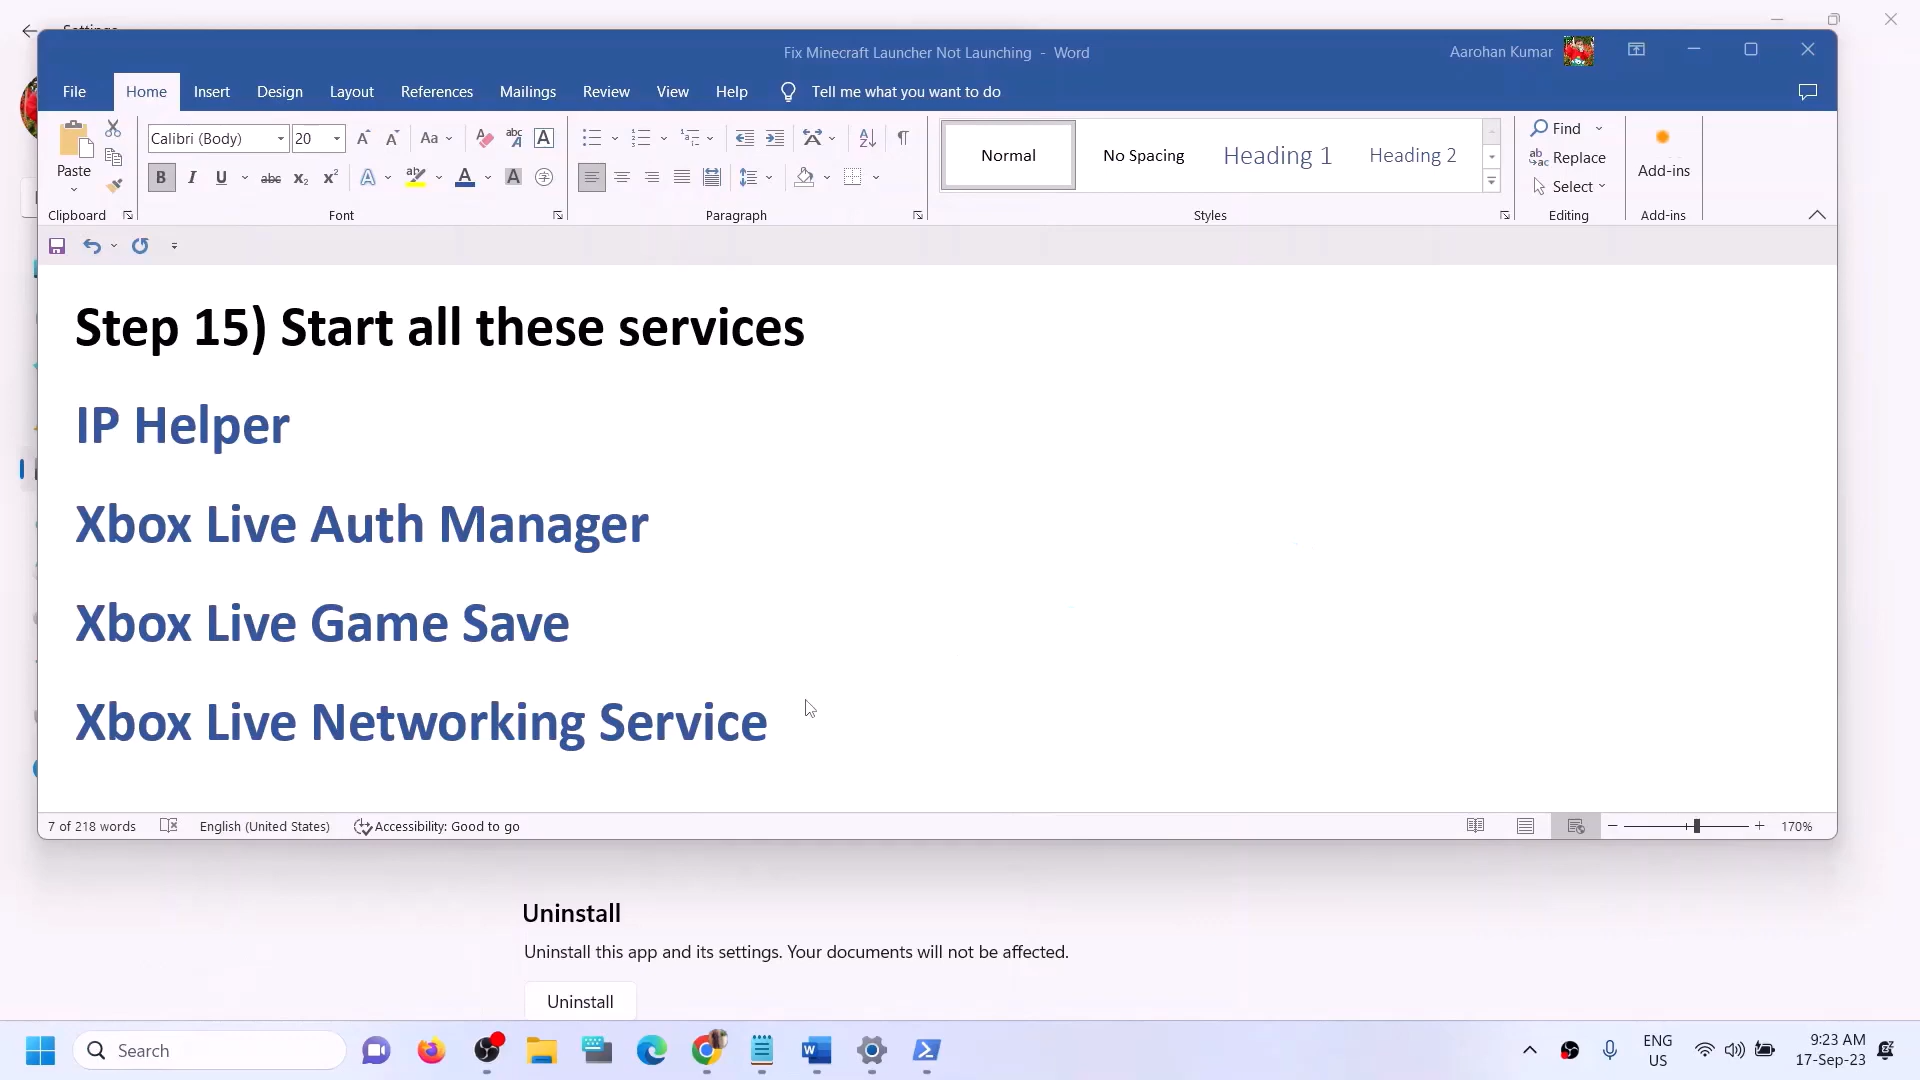 Settings
Fix Minecraft Launcher Not Launching - Word
Aarohan Kumar
File Home Insert Design Layout References Mailings Review View Help Tell me what you want to do
Paste
Clipboard
Calibri (Body) 20
Font
Paragraph
Normal No Spacing Heading 1 Heading 2
Styles
Find
Replace
Select
Editing
Add-ins
Add-ins
Step 15) Start all these services
IP Helper
Xbox Live Auth Manager
Xbox Live Game Save
Xbox Live Networking Service
7 of 218 words English (United States) Accessibility: Good to go 170%
Uninstall
Uninstall this app and its settings. Your documents will not be affected.
Uninstall
Search
ENG
US
9:23 AM
17-Sep-23